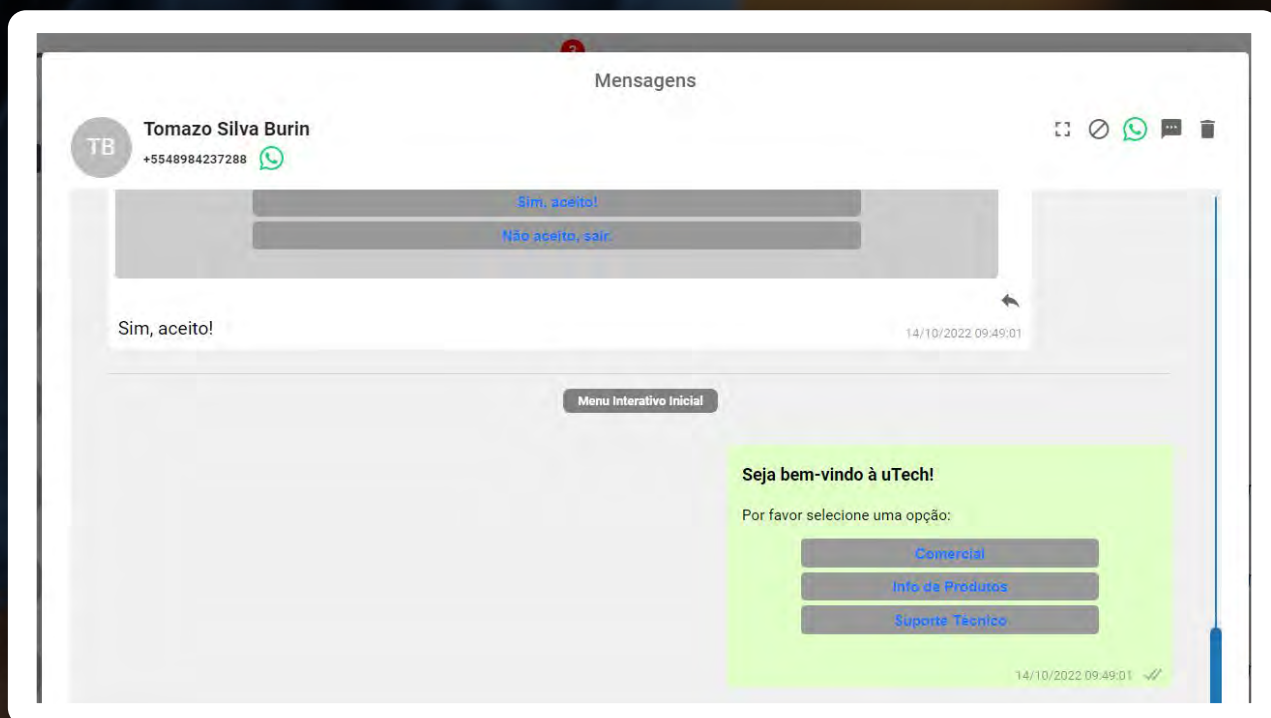 Mensagens
TB
Tomazo Silva Burin
+5548984237288
Sim, aceito!
Não aceito, sair.
Sim, aceito!
14/10/2022 09:49:01
Menu Interativo Inicial
Seja bem-vindo à uTech!
Por favor selecione uma opção:
Comercial
Info de Produtos
Suporte Técnico
14/10/2022 09:49:01